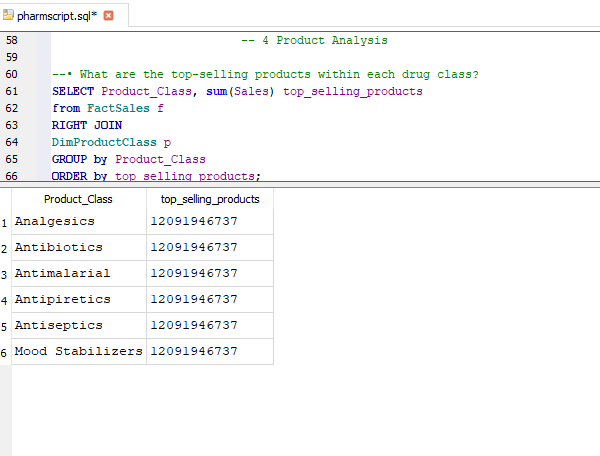 pharmscript.sql*
58 -- 4 Product Analysis
59
60 --• What are the top-selling products within each drug class?
61 SELECT Product_Class, sum(Sales) top_selling_products
62 from FactSales f
63 RIGHT JOIN
64 DimProductClass p
65 GROUP by Product_Class
66 ORDER by top_selling_products;
Product_Class top_selling_products
1 Analgesics 12091946737
2 Antibiotics 12091946737
3 Antimalarial 12091946737
4 Antipiretics 12091946737
5 Antiseptics 12091946737
6 Mood Stabilizers 12091946737